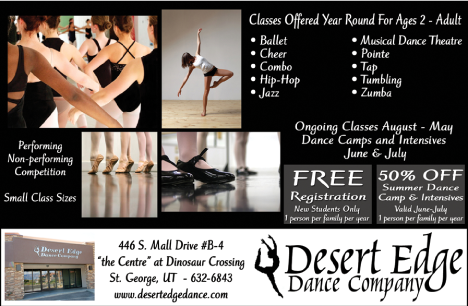 Classes Offered Year Round For Ages 2 - Adult
• Ballet
• Cheer
• Combo
• Hip-Hop
• Jazz
• Musical Dance Theatre
• Pointe
• Tap
• Tumbling
• Zumba
Performing
Non-performing
Competition
Small Class Sizes
Ongoing Classes August - May
Dance Camps and Intensives
June & July
FREE
Registration
New Students Only
1 person per family per year
50% OFF
Summer Dance
Camp & Intensives
Valid June-July
1 person per family per year
Desert Edge
Dance Company
446 S. Mall Drive #B-4
"the Centre" at Dinosaur Crossing
St. George, UT - 632-6843
www.desertedgedance.com
Desert Edge
Dance Company